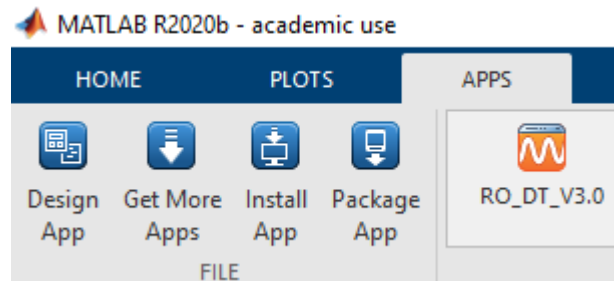 MATLAB R2020b - academic use
HOME PLOTS APPS
Design App
Get More Apps
Install App
Package App
RO_DT_V3.0
FILE